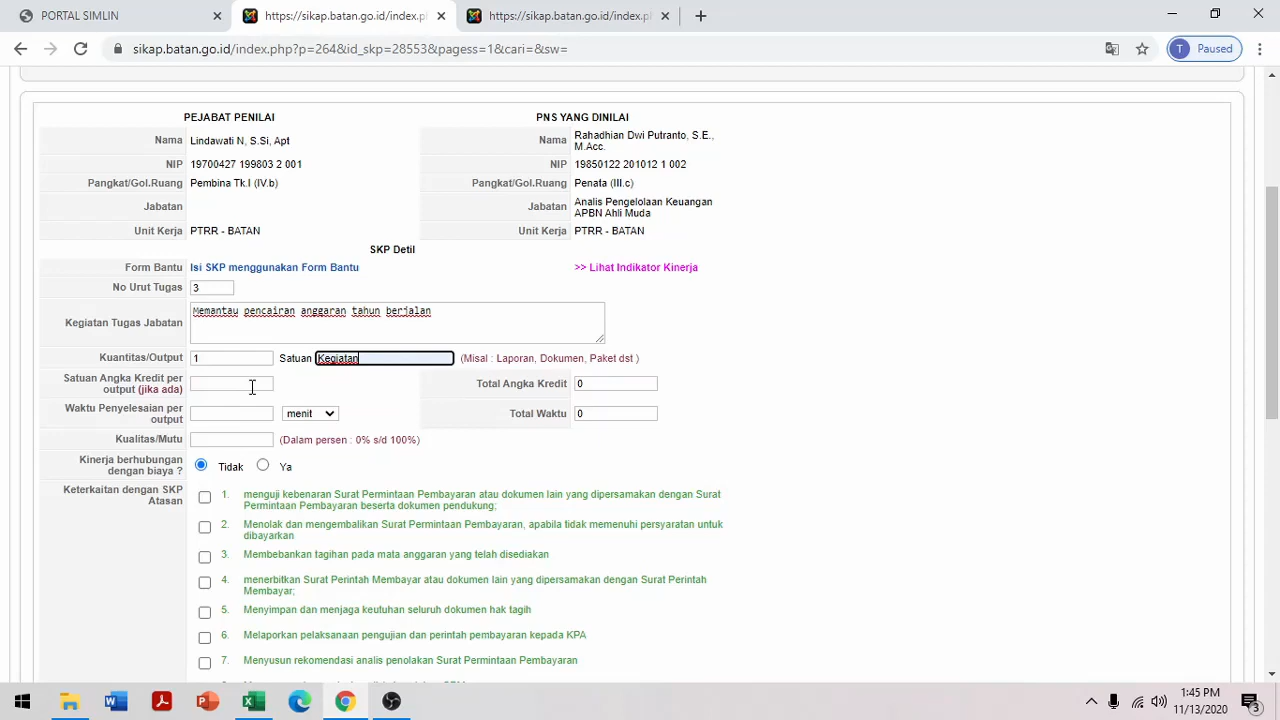 PORTAL SIMLIN
https://sikap.batan.go.id/index.p
https://sikap.batan.go.id/index.p
sikap.batan.go.id/index.php?p=264&id_skp=28553&pagess=1&cari=&sw=
T Paused
PEJABAT PENILAI
PNS YANG DINILAI
Nama Lindawati N, S.Si, Apt
Nama Rahadhian Dwi Putranto, S.E.,
M.Acc.
NIP 19700427 199803 2 001
NIP 19850122 201012 1 002
Pangkat/Gol.Ruang Pembina Tk.I (IV.b)
Pangkat/Gol.Ruang Penata (III.c)
Jabatan
Jabatan Analis Pengelolaan Keuangan
APBN Ahli Muda
Unit Kerja PTRR - BATAN
Unit Kerja PTRR - BATAN
SKP Detil
Form Bantu Isi SKP menggunakan Form Bantu
>> Lihat Indikator Kinerja
No Urut Tugas 3
Kegiatan Tugas Jabatan Memantau pencairan anggaran tahun berjalan
Kuantitas/Output 1 Satuan Kegiatan (Misal : Laporan, Dokumen, Paket dst )
Satuan Angka Kredit per
output (jika ada)
Total Angka Kredit 0
Waktu Penyelesaian per
output
menit
Total Waktu 0
Kualitas/Mutu (Dalam persen : 0% s/d 100%)
Kinerja berhubungan
dengan biaya ?
Tidak Ya
Keterkaitan dengan SKP
Atasan
1. menguji kebenaran Surat Permintaan Pembayaran atau dokumen lain yang dipersamakan dengan Surat
Permintaan Pembayaran beserta dokumen pendukung;
2. Menolak dan mengembalikan Surat Permintaan Pembayaran, apabila tidak memenuhi persyaratan untuk
dibayarkan
3. Membebankan tagihan pada mata anggaran yang telah disediakan
4. menerbitkan Surat Perintah Membayar atau dokumen lain yang dipersamakan dengan Surat Perintah
Membayar;
5. Menyimpan dan menjaga keutuhan seluruh dokumen hak tagih
6. Melaporkan pelaksanaan pengujian dan perintah pembayaran kepada KPA
7. Menyusun rekomendasi analis penolakan Surat Permintaan Pembayaran
1:45 PM
11/13/2020
3